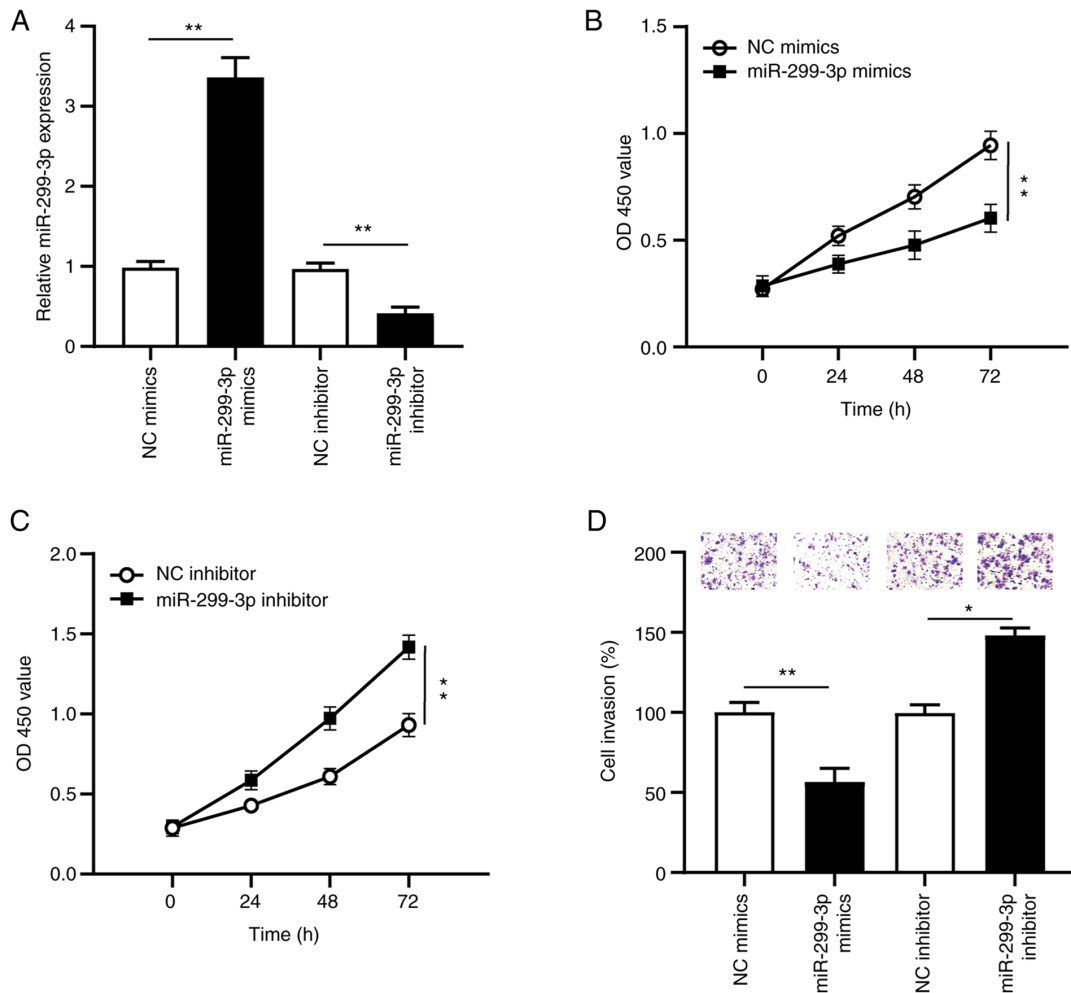 A
Relative miR-299-3p expression
4
3
2
1
0
**
**
NC mimics
miR-299-3p
mimics
NC inhibitor
miR-299-3p
inhibitor
B
OD 450 value
1.5
1.0
0.5
0.0
NC mimics
miR-299-3p mimics
**
0
24
48
72
Time (h)
C
OD 450 value
2.0
1.5
1.0
0.5
0.0
NC inhibitor
miR-299-3p inhibitor
**
0
24
48
72
Time (h)
D
Cell invasion (%)
200
150
100
50
0
**
*
NC mimics
miR-299-3p
mimics
NC inhibitor
miR-299-3p
inhibitor